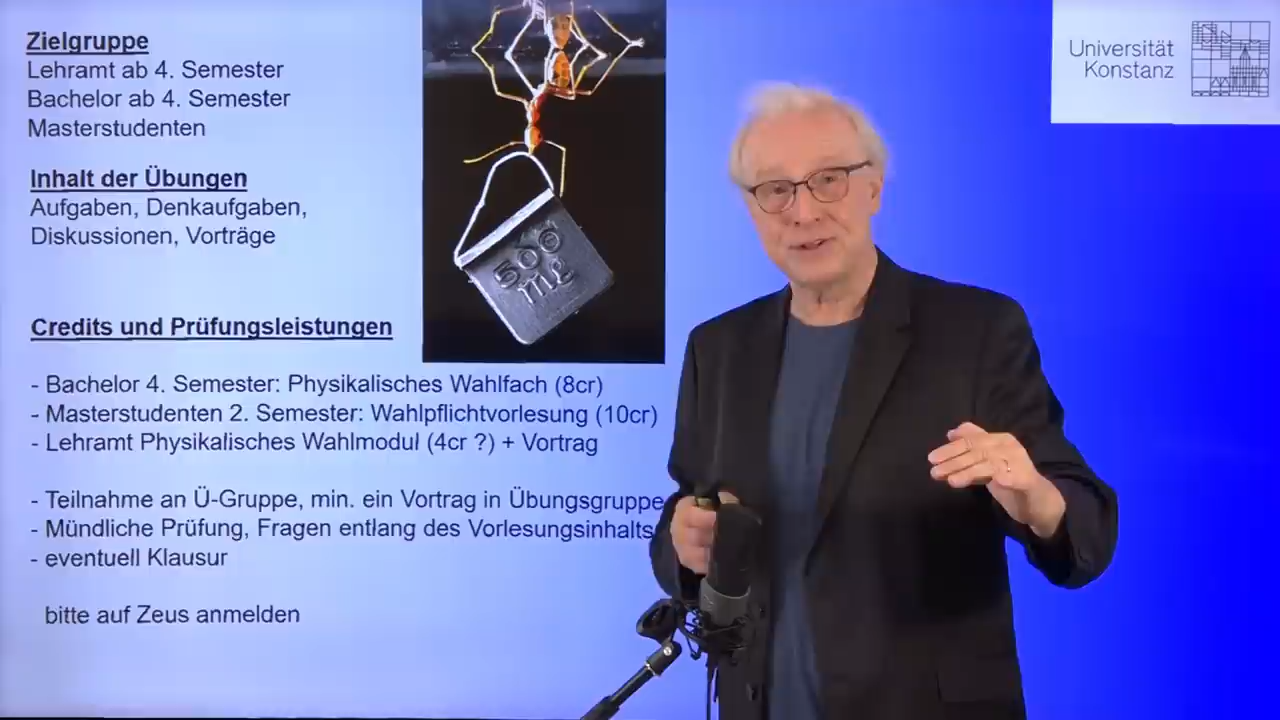 Zielgruppe
Lehramt ab 4. Semester
Bachelor ab 4. Semester
Masterstudenten
Inhalt der Übungen
Aufgaben, Denkaufgaben,
Diskussionen, Vorträge
500
Mg
Credits und Prüfungsleistungen
- Bachelor 4. Semester: Physikalisches Wahlfach (8cr)
- Masterstudenten 2. Semester: Wahlpflichtvorlesung (10cr)
- Lehramt Physikalisches Wahlmodul (4cr ?) + Vortrag
- Teilnahme an Ü-Gruppe, min. ein Vortrag in Übungsgruppe
- Mündliche Prüfung, Fragen entlang des Vorlesungsinhalts
- eventuell Klausur
bitte auf Zeus anmelden
Universität
Konstanz